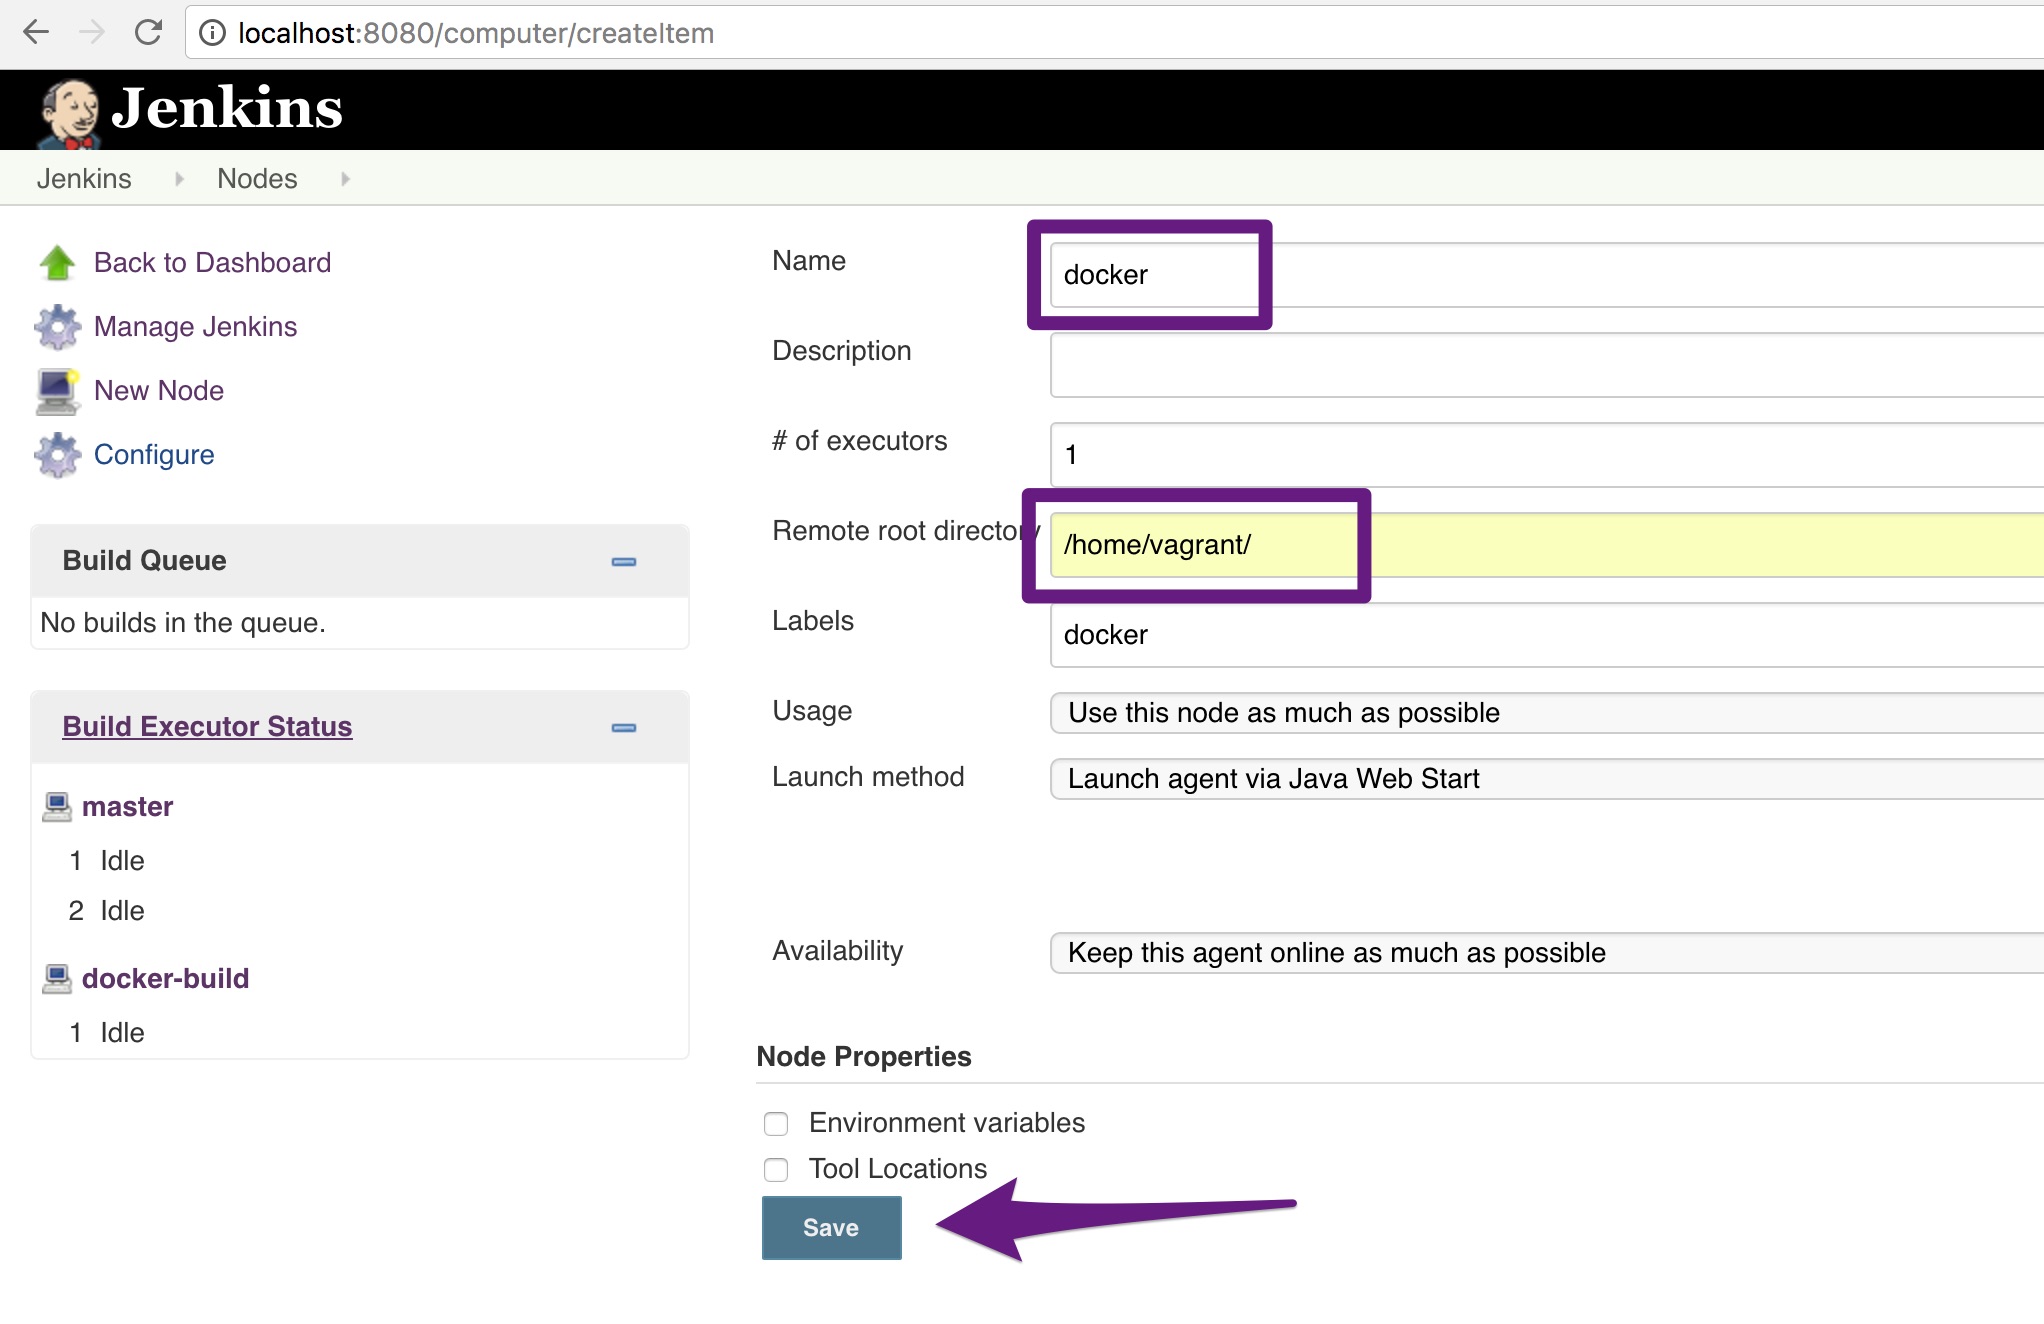 localhost:8080/computer/createItem
Jenkins
Jenkins Nodes
Back to Dashboard
Manage Jenkins
New Node
Configure
Build Queue
No builds in the queue.
Build Executor Status
master
1 Idle
2 Idle
docker-build
1 Idle
Name docker
Description
# of executors 1
Remote root directory /home/vagrant/
Labels docker
Usage Use this node as much as possible
Launch method Launch agent via Java Web Start
Availability Keep this agent online as much as possible
Node Properties
Environment variables
Tool Locations
Save